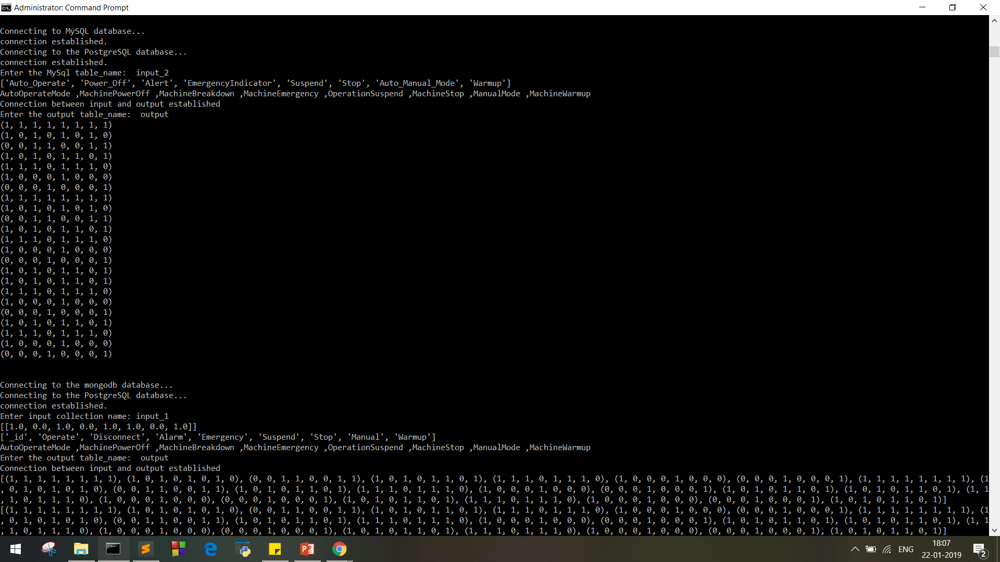 Administrator: Command Prompt
Connecting to MySQL database...
connection established.
Connecting to the PostgreSQL database...
connection established.
Enter the MySql table_name:  input_2
['Auto_Operate', 'Power_Off', 'Alert', 'EmergencyIndicator', 'Suspend', 'Stop', 'Auto_Manual_Mode', 'Warmup']
AutoOperateMode ,MachinePowerOff ,MachineBreakdown ,MachineEmergency ,OperationSuspend ,MachineStop ,ManualMode ,MachineWarmup
Connection between input and output established
Enter the output table_name:  output
(1, 1, 1, 1, 1, 1, 1, 1)
(1, 0, 1, 0, 1, 0, 1, 0)
(0, 0, 1, 1, 0, 0, 1, 1)
(1, 0, 1, 0, 1, 1, 0, 1)
(1, 1, 1, 0, 1, 1, 1, 0)
(1, 0, 0, 0, 1, 0, 0, 0)
(0, 0, 0, 1, 0, 0, 0, 1)
(1, 1, 1, 1, 1, 1, 1, 1)
(1, 0, 1, 0, 1, 0, 1, 0)
(0, 0, 1, 1, 0, 0, 1, 1)
(1, 0, 1, 0, 1, 1, 0, 1)
(1, 1, 1, 0, 1, 1, 1, 0)
(1, 0, 0, 0, 1, 0, 0, 0)
(0, 0, 0, 1, 0, 0, 0, 1)
(1, 0, 1, 0, 1, 1, 0, 1)
(1, 0, 1, 0, 1, 1, 0, 1)
(1, 1, 1, 0, 1, 1, 1, 0)
(1, 0, 0, 0, 1, 0, 0, 0)
(0, 0, 0, 1, 0, 0, 0, 1)
(1, 0, 1, 0, 1, 1, 0, 1)
(1, 1, 1, 0, 1, 1, 1, 0)
(1, 0, 0, 0, 1, 0, 0, 0)
(0, 0, 0, 1, 0, 0, 0, 1)
Connecting to the mongodb database...
Connecting to the PostgreSQL database...
connection established.
Enter input collection name: input_1
[[1.0, 0.0, 1.0, 0.0, 1.0, 1.0, 0.0, 1.0]]
['_id', 'Operate', 'Disconnect', 'Alarm', 'Emergency', 'Suspend', 'Stop', 'Manual', 'Warmup']
AutoOperateMode ,MachinePowerOff ,MachineBreakdown ,MachineEmergency ,OperationSuspend ,MachineStop ,ManualMode ,MachineWarmup
Enter the output table_name:  output
Connection between input and output established
[(1, 1, 1, 1, 1, 1, 1, 1), (1, 0, 1, 0, 1, 0, 1, 0), (0, 0, 1, 1, 0, 0, 1, 1), (1, 0, 1, 0, 1, 1, 0, 1), (1, 1, 1, 0, 1, 1, 1, 0), (1, 0, 0, 0, 1, 0, 0, 0), (0, 0, 0, 1, 0, 0, 0, 1), (1, 1, 1, 1, 1, 1, 1, 1), (1
, 0, 1, 0, 1, 0, 1, 0), (0, 0, 1, 1, 0, 0, 1, 1), (1, 0, 1, 0, 1, 1, 0, 1), (1, 1, 1, 0, 1, 1, 1, 0), (1, 0, 0, 0, 1, 0, 0, 0), (0, 0, 0, 1, 0, 0, 0, 1), (1, 0, 1, 0, 1, 1, 0, 1), (1, 0, 1, 0, 1, 1, 0, 1), (1, 1
, 1, 0, 1, 1, 1, 0), (1, 0, 0, 0, 1, 0, 0, 0), (0, 0, 0, 1, 0, 0, 0, 1), (1, 0, 1, 0, 1, 1, 0, 1), (1, 1, 1, 0, 1, 1, 1, 0), (1, 0, 0, 0, 1, 0, 0, 0), (0, 0, 0, 1, 0, 0, 0, 1), (1, 0, 1, 0, 1, 1, 0, 1)]
[(1, 1, 1, 1, 1, 1, 1, 1), (1, 0, 1, 0, 1, 0, 1, 0), (0, 0, 1, 1, 0, 0, 1, 1), (1, 0, 1, 0, 1, 1, 0, 1), (1, 1, 1, 0, 1, 1, 1, 0), (1, 0, 0, 0, 1, 0, 0, 0), (0, 0, 0, 1, 0, 0, 0, 1), (1, 1, 1, 1, 1, 1, 1, 1), (1
, 0, 1, 0, 1, 0, 1, 0), (0, 0, 1, 1, 0, 0, 1, 1), (1, 0, 1, 0, 1, 1, 0, 1), (1, 1, 1, 0, 1, 1, 1, 0), (1, 0, 0, 0, 1, 0, 0, 0), (0, 0, 0, 1, 0, 0, 0, 1), (1, 0, 1, 0, 1, 1, 0, 1), (1, 0, 1, 0, 1, 1, 0, 1), (1, 1
, 1, 0, 1, 1, 1, 0), (1, 0, 0, 0, 1, 0, 0, 0), (0, 0, 0, 1, 0, 0, 0, 1), (1, 0, 1, 0, 1, 1, 0, 1), (1, 1, 1, 0, 1, 1, 1, 0), (1, 0, 0, 0, 1, 0, 0, 0), (0, 0, 0, 1, 0, 0, 0, 1), (1, 0, 1, 0, 1, 1, 0, 1)]
ENG
18:07
22-01-2019
2